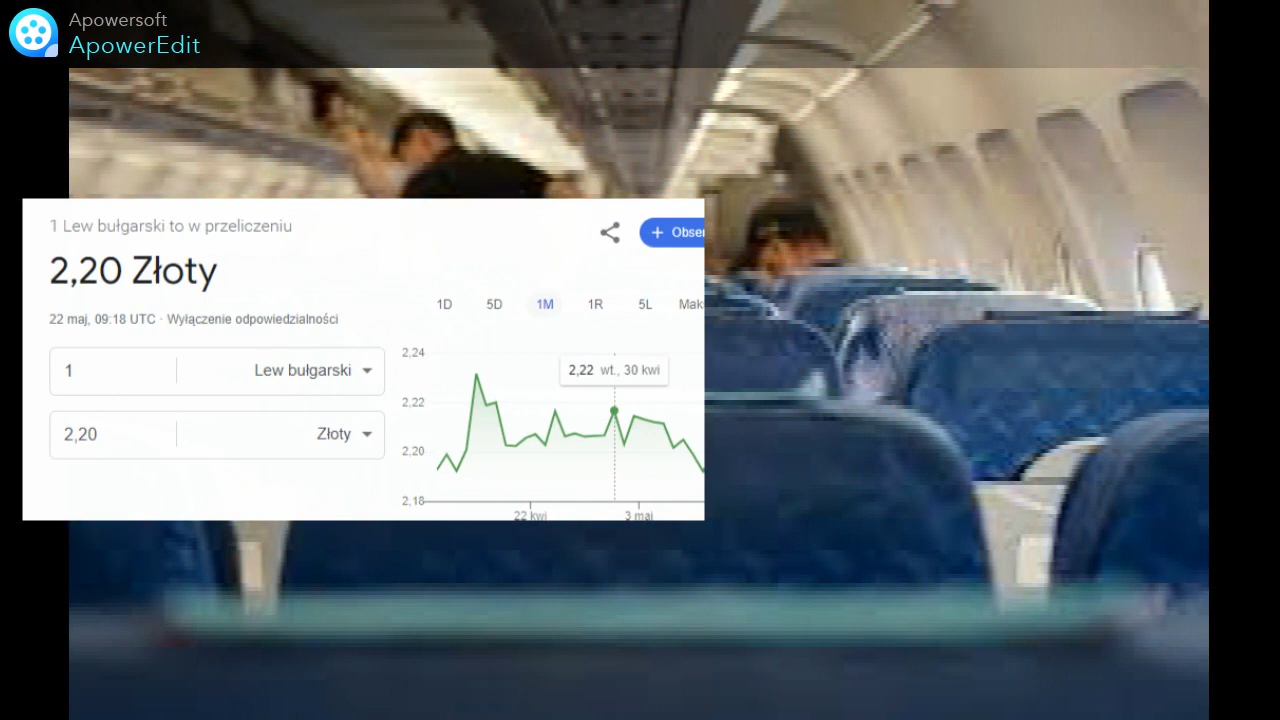 Apowersoft
ApowerEdit
1 Lew bułgarski to w przeliczeniu
+ Obser
2,20 Złoty
1D 5D 1M 1R 5L Mak
22 maj, 09:18 UTC · Wyłączenie odpowiedzialności
1 Lew bułgarski
2,20 Złoty
2,24
2,22 wt., 30 kwi
2,22
2,20
2,18
22 kwi 3 maj